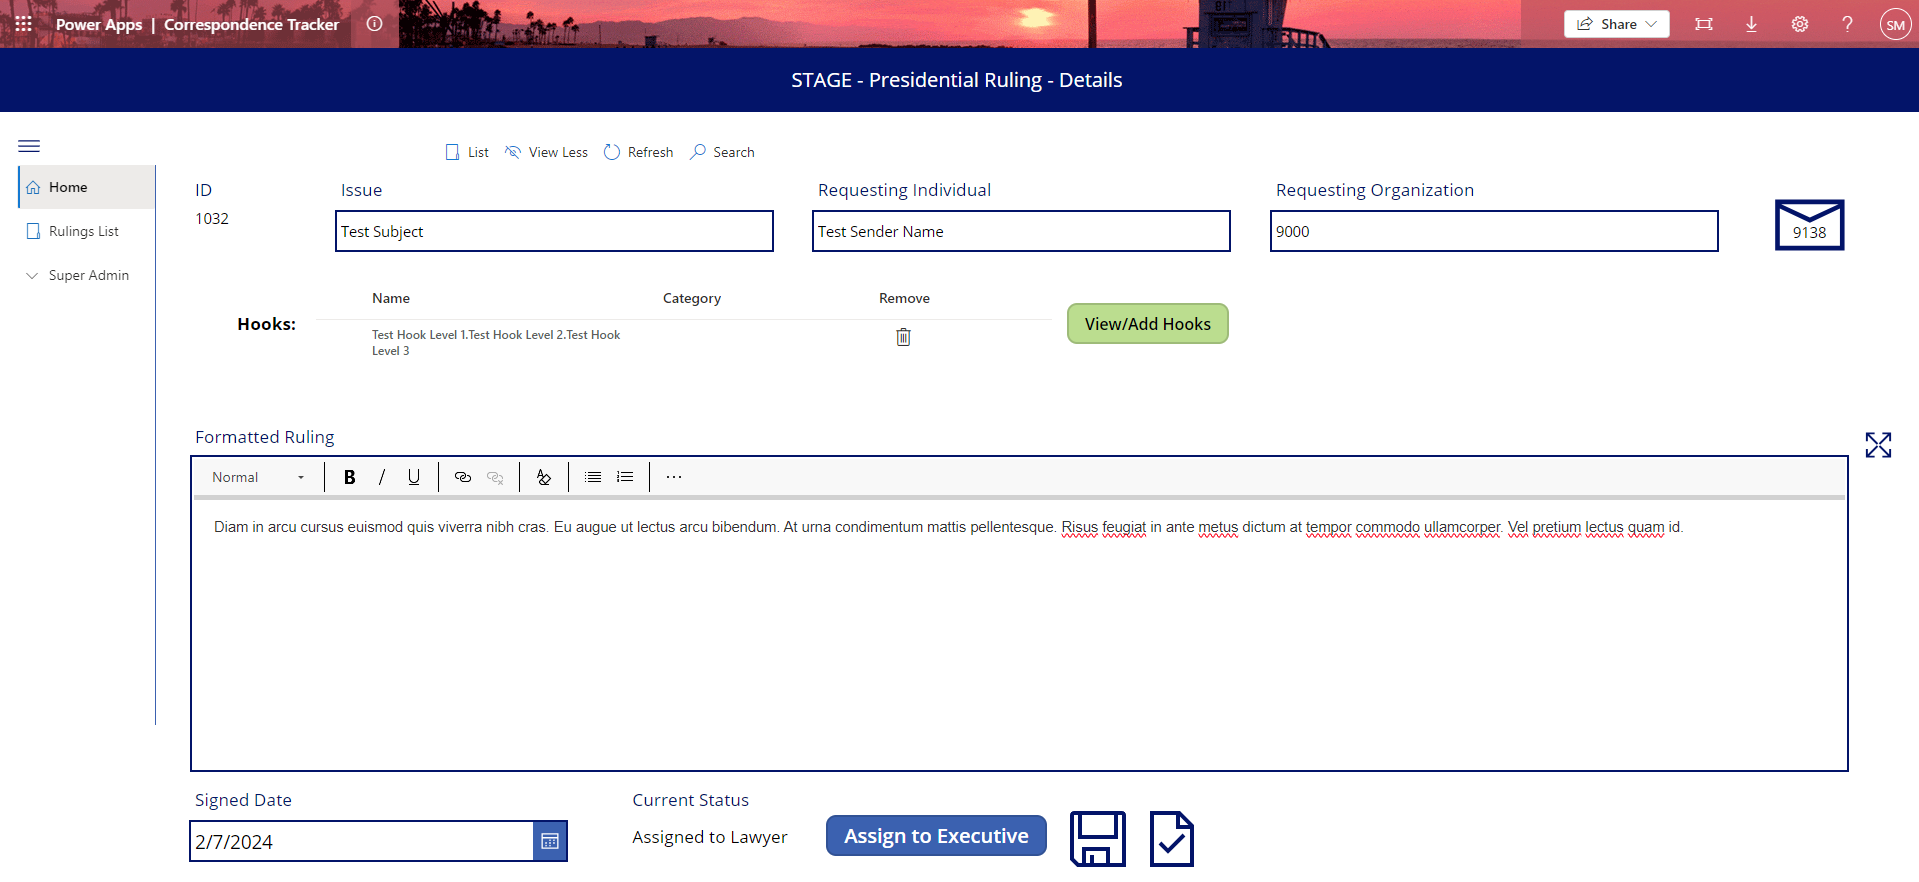 Power Apps | Correspondence Tracker
Share
SM
STAGE - Presidential Ruling - Details
List View Less Refresh Search
Home
Rulings List
Super Admin
ID Issue Requesting Individual Requesting Organization
1032 Test Subject Test Sender Name 9000 9138
Name Category Remove
Hooks: View/Add Hooks
Test Hook Level 1.Test Hook Level 2.Test Hook
Level 3
Formatted Ruling
Normal B / U ...
Diam in arcu cursus euismod quis viverra nibh cras. Eu augue ut lectus arcu bibendum. At urna condimentum mattis pellentesque. Risus feugiat in ante metus dictum at tempor commodo ullamcorper. Vel pretium lectus quam id.
Signed Date Current Status
2/7/2024 Assigned to Lawyer Assign to Executive